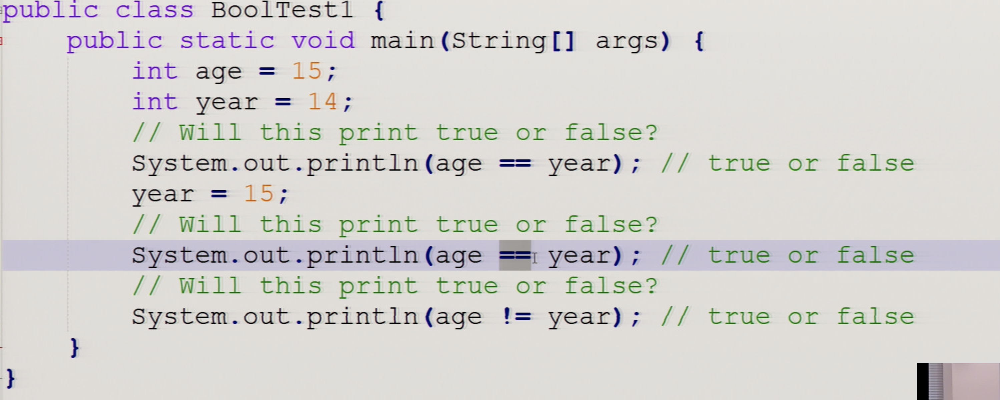 public class BoolTest1 {
    public static void main(String[] args) {
        int age = 15;
        int year = 14;
        // Will this print true or false?
        System.out.println(age == year); // true or false
        year = 15;
        // Will this print true or false?
        System.out.println(age == year); // true or false
        // Will this print true or false?
        System.out.println(age != year); // true or false
    }
}